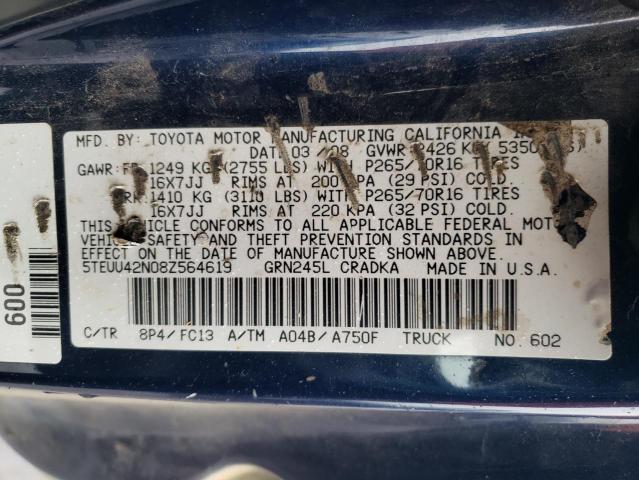 MFD. BY: TOYOTA MOTOR MANUFACTURING CALIFORNIA IN
DATE: 03/08 GVWR 2426 KG 5350
GAWR: FR 1249 KG (2755 LBS) WITH P265/70R16 TIRES
16X7JJ RIMS AT 200 KPA (29 PSI) COLD
RR 1410 KG (3110 LBS) WITH P265/70R16 TIRES
16X7JJ RIMS AT 220 KPA (32 PSI) COLD.
THIS VEHICLE CONFORMS TO ALL APPLICABLE FEDERAL MOT
VEHICLE SAFETY AND THEFT PREVENTION STANDARDS IN
EFFECT ON THE DATE OF MANUFACTURE SHOWN ABOVE.
5TEUU42N08Z564619 GRN245L CRADKA MADE IN U.S.A.
C/TR 8P4/FC13 A/TM A04B/A750F TRUCK NO. 602
600